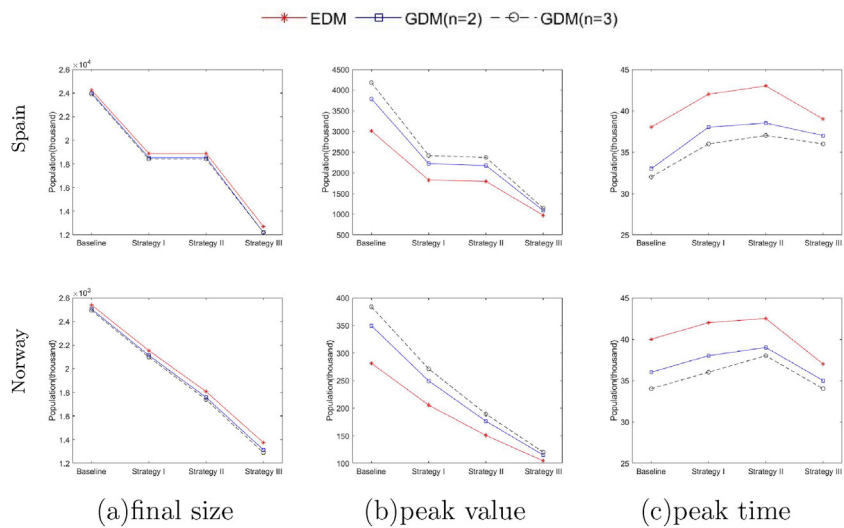 EDM GDM(n=2) GDM(n=3)
Spain
×10⁴
Population(thousand)
2.6
2.4
2.2
2
1.8
1.6
1.4
1.2
Baseline Strategy I Strategy II Strategy III
Population(thousand)
4500
4000
3500
3000
2500
2000
1500
1000
500
Baseline Strategy I Strategy II Strategy III
Population(thousand)
45
40
35
30
25
Baseline Strategy I Strategy II Strategy III
Norway
×10³
Population(thousand)
2.6
2.4
2.2
2
1.8
1.6
1.4
1.2
Baseline Strategy I Strategy II Strategy III
Population(thousand)
400
350
300
250
200
150
100
Baseline Strategy I Strategy II Strategy III
Population(thousand)
45
40
35
30
25
Baseline Strategy I Strategy II Strategy III
(a)final size (b)peak value (c)peak time